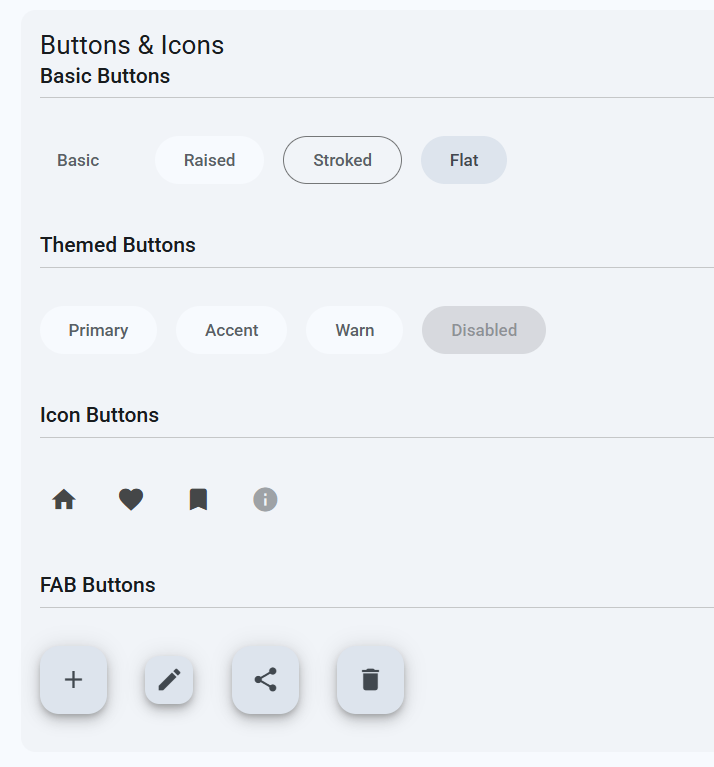 Buttons & Icons
Basic Buttons
Basic Raised Stroked Flat
Themed Buttons
Primary Accent Warn Disabled
Icon Buttons
FAB Buttons